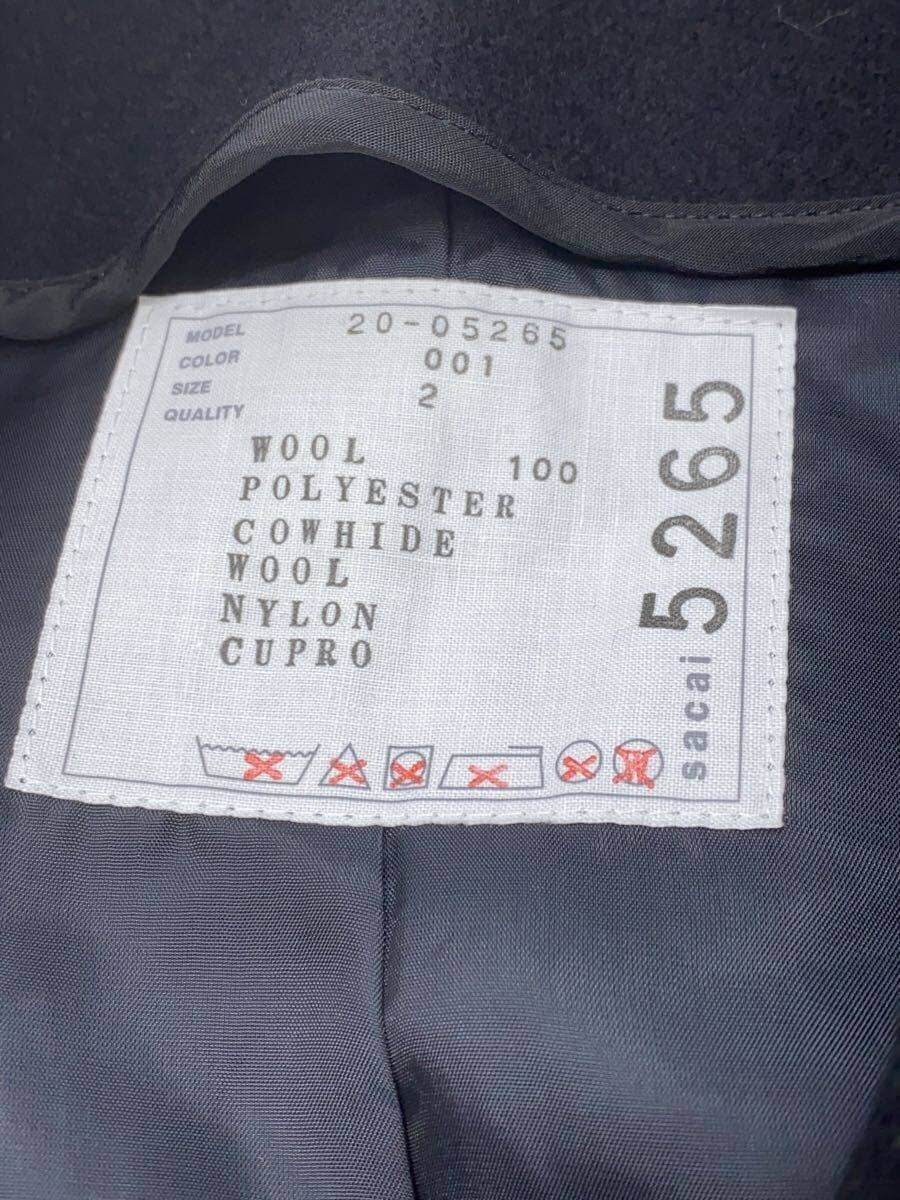 MODEL 20-05265
COLOR 001
SIZE 2
QUALITY
WOOL 100
POLYESTER
COWHIDE
WOOL
NYLON
CUPRO
sacai 5265